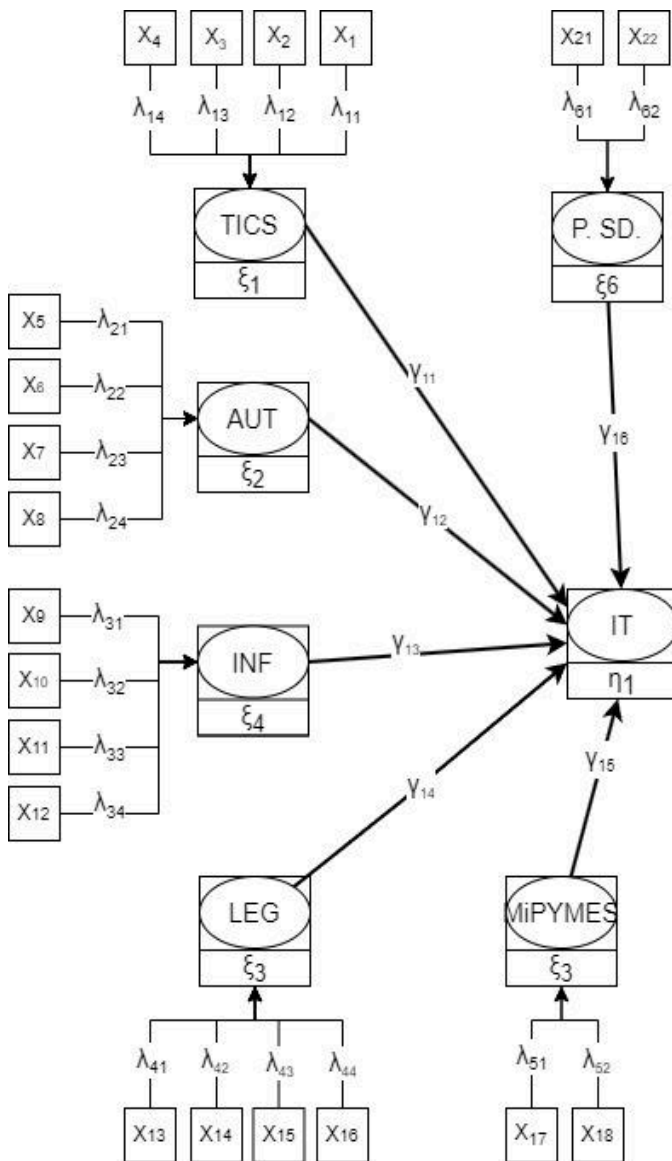 X4 X3 X2 X1 X21 X22
λ14 λ13 λ12 λ11 λ61 λ62
TICS P. SD.
ξ1 ξ6
X5 λ21
X6 λ22
X7 λ23
X8 λ24
AUT
ξ2
γ11
γ12
γ16
X9 λ31
X10 λ32
X11 λ33
X12 λ34
INF
ξ4
γ13
IT
η1
γ14
γ15
LEG MiPYMES
ξ3 ξ3
λ41 λ42 λ43 λ44 λ51 λ52
X13 X14 X15 X16 X17 X18